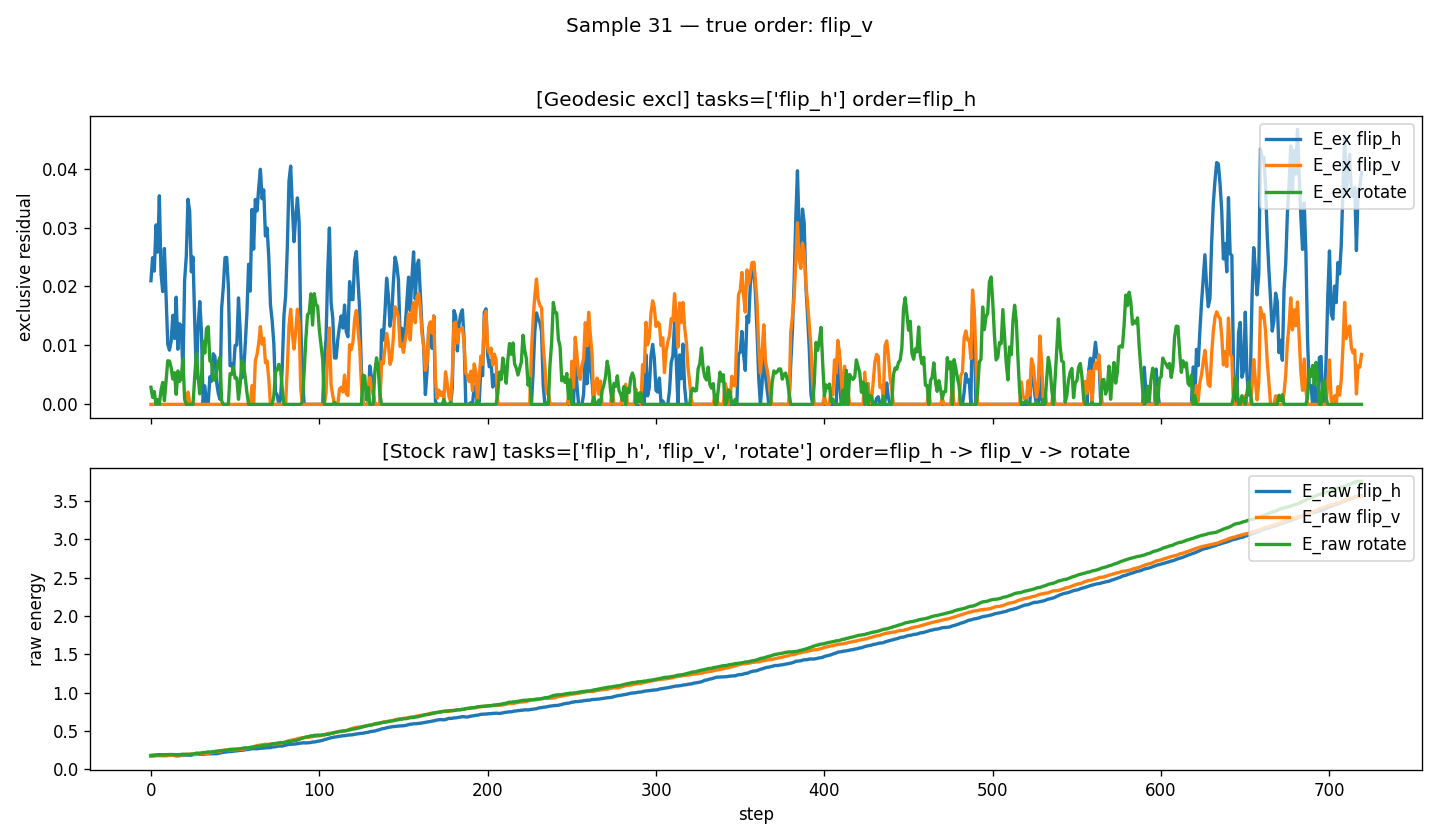 Sample 31 — true order: flip_v
[Geodesic excl] tasks=['flip_h'] order=flip_h
exclusive residual
0.04
0.03
0.02
0.01
0.00
E_ex flip_h
E_ex flip_v
E_ex rotate
[Stock raw] tasks=['flip_h', 'flip_v', 'rotate'] order=flip_h -> flip_v -> rotate
raw energy
3.5
3.0
2.5
2.0
1.5
1.0
0.5
0.0
E_raw flip_h
E_raw flip_v
E_raw rotate
0 100 200 300 400 500 600 700
step